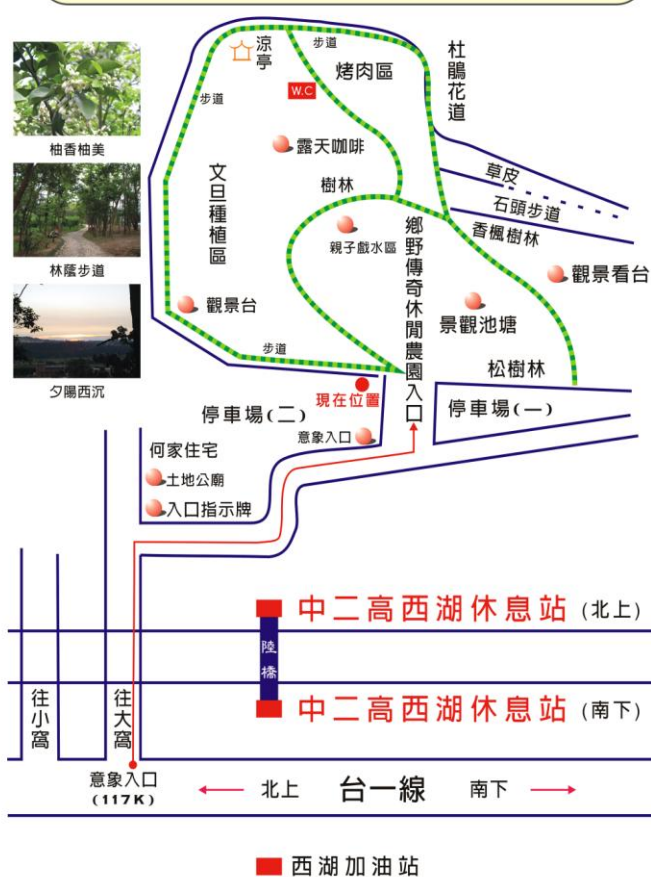 柚香柚美
林蔭步道
夕陽西沉
涼亭
步道
烤肉區
W.C
杜鵑花道
步道
露天咖啡
文旦種植區
樹林
草皮
石頭步道
香楓樹林
親子戲水區
鄉野傳奇休閒農園入口
觀景看台
觀景台
景觀池塘
步道
松樹林
現在位置
停車場(二)
停車場(一)
意象入口
何家住宅
土地公廟
入口指示牌
中二高西湖休息站 (北上)
陸橋
中二高西湖休息站 (南下)
往小窩
往大窩
意象入口
(117K)
北上 台一線 南下
西湖加油站